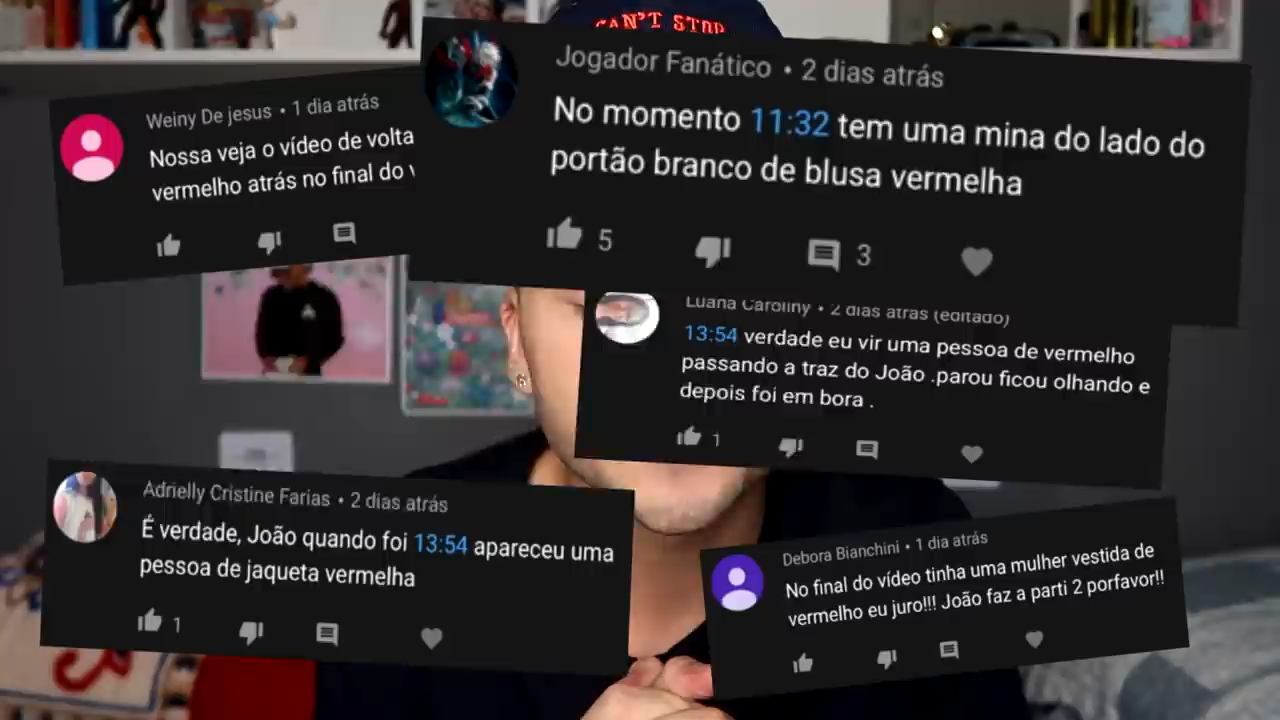 CAN'T STOP
Weiny De jesus • 1 dia atrás
Nossa veja o vídeo de volta
vermelho atrás no final do
Jogador Fanático • 2 dias atrás
No momento 11:32 tem uma mina do lado do
portão branco de blusa vermelha
5
3
Luana Caroliny • 2 dias atrás (editado)
13:54 verdade eu vir uma pessoa de vermelho
passando a traz do João .parou ficou olhando e
depois foi em bora .
1
Adrielly Cristine Farias • 2 dias atrás
É verdade, João quando foi 13:54 apareceu uma
pessoa de jaqueta vermelha
1
Debora Bianchini • 1 dia atrás
No final do vídeo tinha uma mulher vestida de
vermelho eu juro!!! João faz a parti 2 porfavor!!